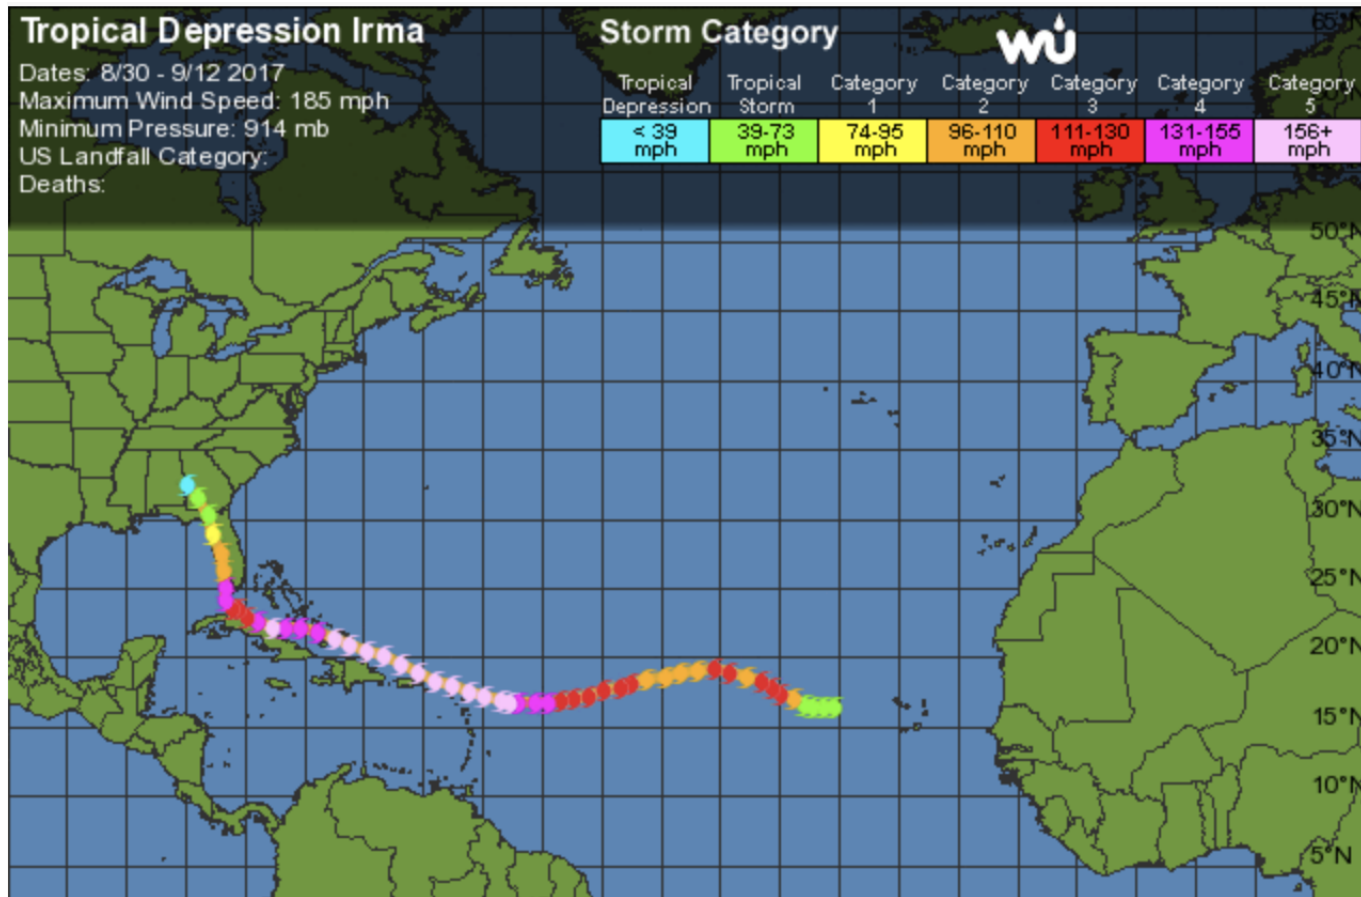 Tropical Depression Irma
Dates: 8/30 - 9/12 2017
Maximum Wind Speed: 185 mph
Minimum Pressure: 914 mb
US Landfall Category:
Deaths:
Storm Category
wu
Tropical Depression
< 39 mph
Tropical Storm
39-73 mph
Category 1
74-95 mph
Category 2
96-110 mph
Category 3
111-130 mph
Category 4
131-155 mph
Category 5
156+ mph
65°N
50°N
45°N
40°N
35°N
30°N
25°N
20°N
15°N
10°N
5°N